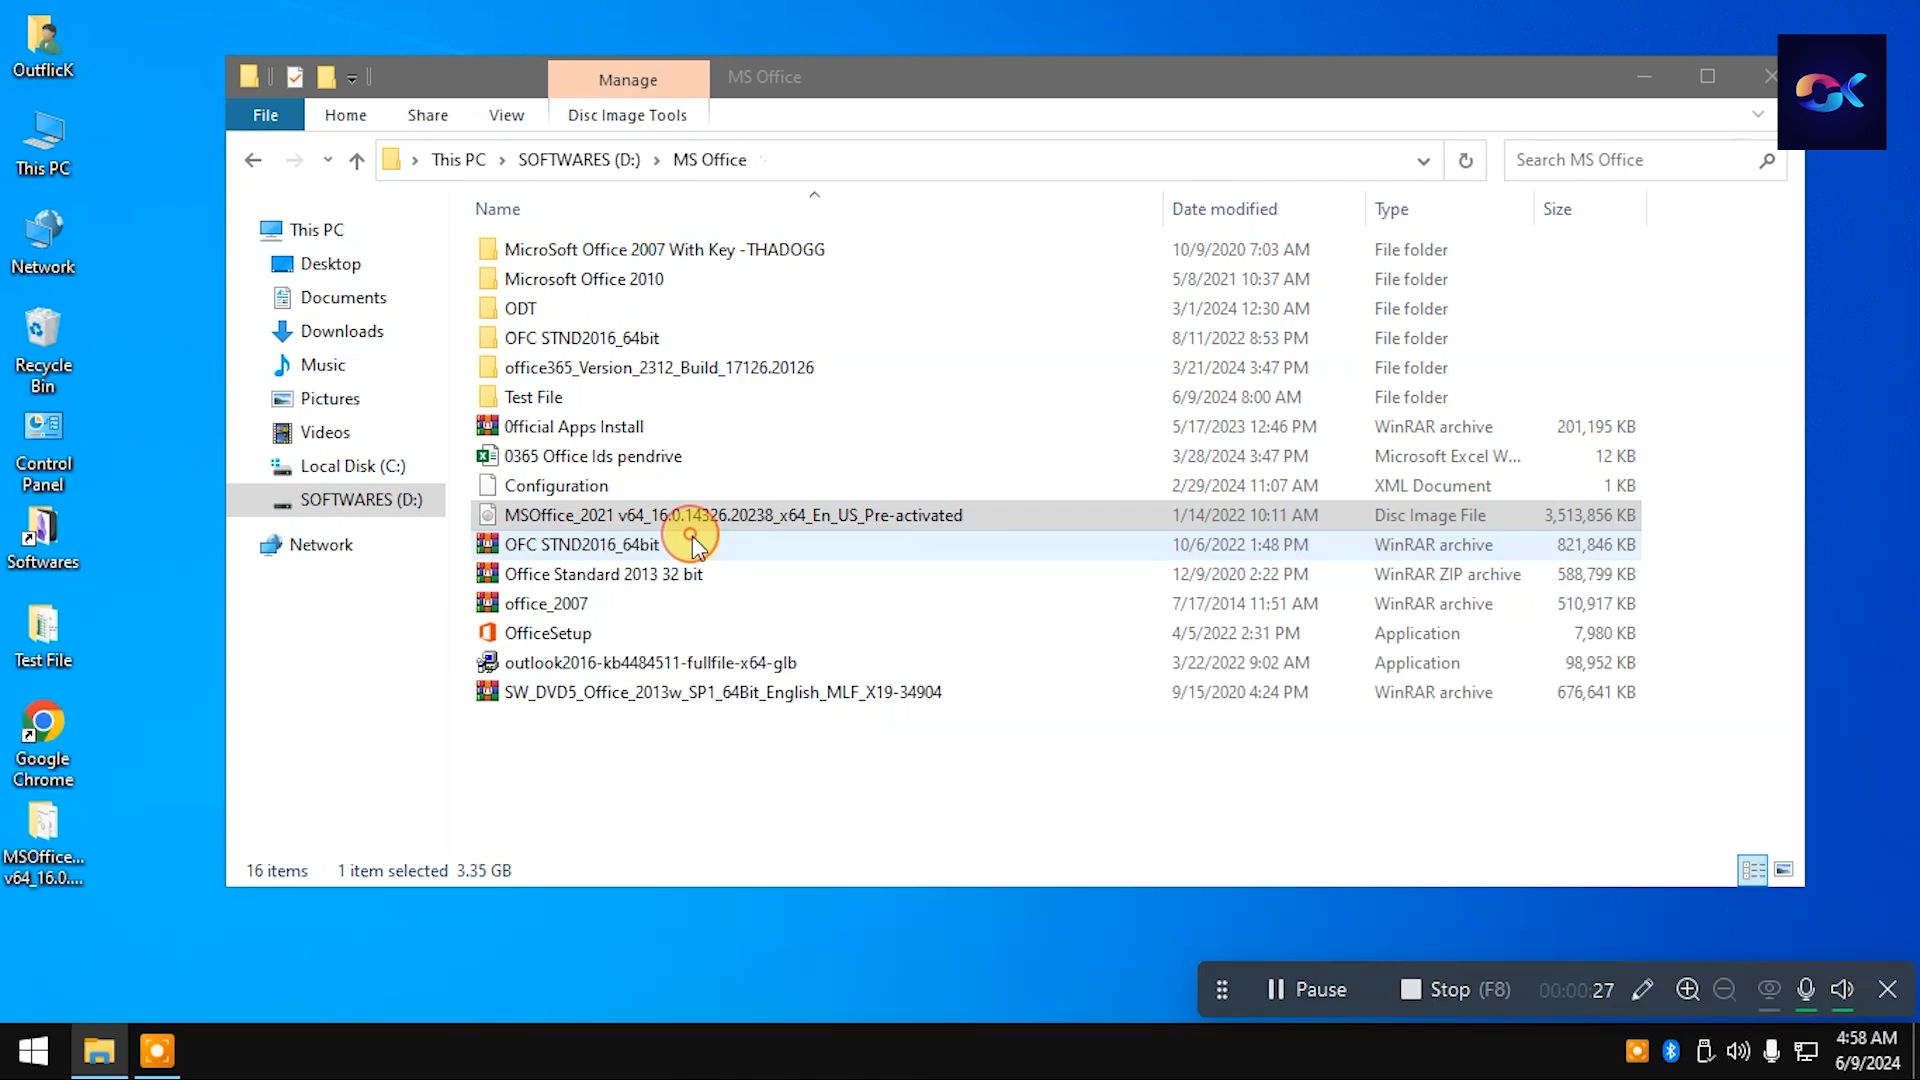 OutflicK
This PC
Network
Recycle
Bin
Control
Panel
Softwares
Test File
Google
Chrome
MSOffice...
v64_16.0....
Manage
MS Office
File
Home
Share
View
Disc Image Tools
This PC
SOFTWARES (D:)
MS Office
Search MS Office
This PC
Desktop
Documents
Downloads
Music
Pictures
Videos
Local Disk (C:)
SOFTWARES (D:)
Network
Name Date modified Type Size
MicroSoft Office 2007 With Key -THADOGG 10/9/2020 7:03 AM File folder
Microsoft Office 2010 5/8/2021 10:37 AM File folder
ODT 3/1/2024 12:30 AM File folder
OFC STND2016_64bit 8/11/2022 8:53 PM File folder
office365_Version_2312_Build_17126.20126 3/21/2024 3:47 PM File folder
Test File 6/9/2024 8:00 AM File folder
0fficial Apps Install 5/17/2023 12:46 PM WinRAR archive 201,195 KB
0365 Office Ids pendrive 3/28/2024 3:47 PM Microsoft Excel W... 12 KB
Configuration 2/29/2024 11:07 AM XML Document 1 KB
MSOffice_2021 v64_16.0.14326.20238_x64_En_US_Pre-activated 1/14/2022 10:11 AM Disc Image File 3,513,856 KB
OFC STND2016_64bit 10/6/2022 1:48 PM WinRAR archive 821,846 KB
Office Standard 2013 32 bit 12/9/2020 2:22 PM WinRAR ZIP archive 588,799 KB
office_2007 7/17/2014 11:51 AM WinRAR archive 510,917 KB
OfficeSetup 4/5/2022 2:31 PM Application 7,980 KB
outlook2016-kb4484511-fullfile-x64-glb 3/22/2022 9:02 AM Application 98,952 KB
SW_DVD5_Office_2013w_SP1_64Bit_English_MLF_X19-34904 9/15/2020 4:24 PM WinRAR archive 676,641 KB
16 items 1 item selected 3.35 GB
Pause Stop (F8) 00:00:27
4:58 AM
6/9/2024